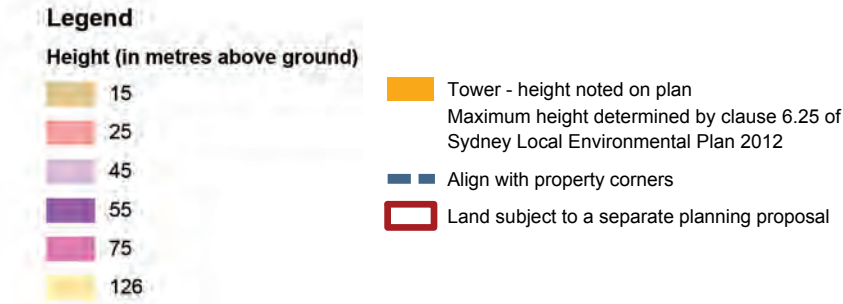 Legend
Height (in metres above ground)
15
25
45
55
75
126
Tower - height noted on plan
Maximum height determined by clause 6.25 of
Sydney Local Environmental Plan 2012
Align with property corners
Land subject to a separate planning proposal